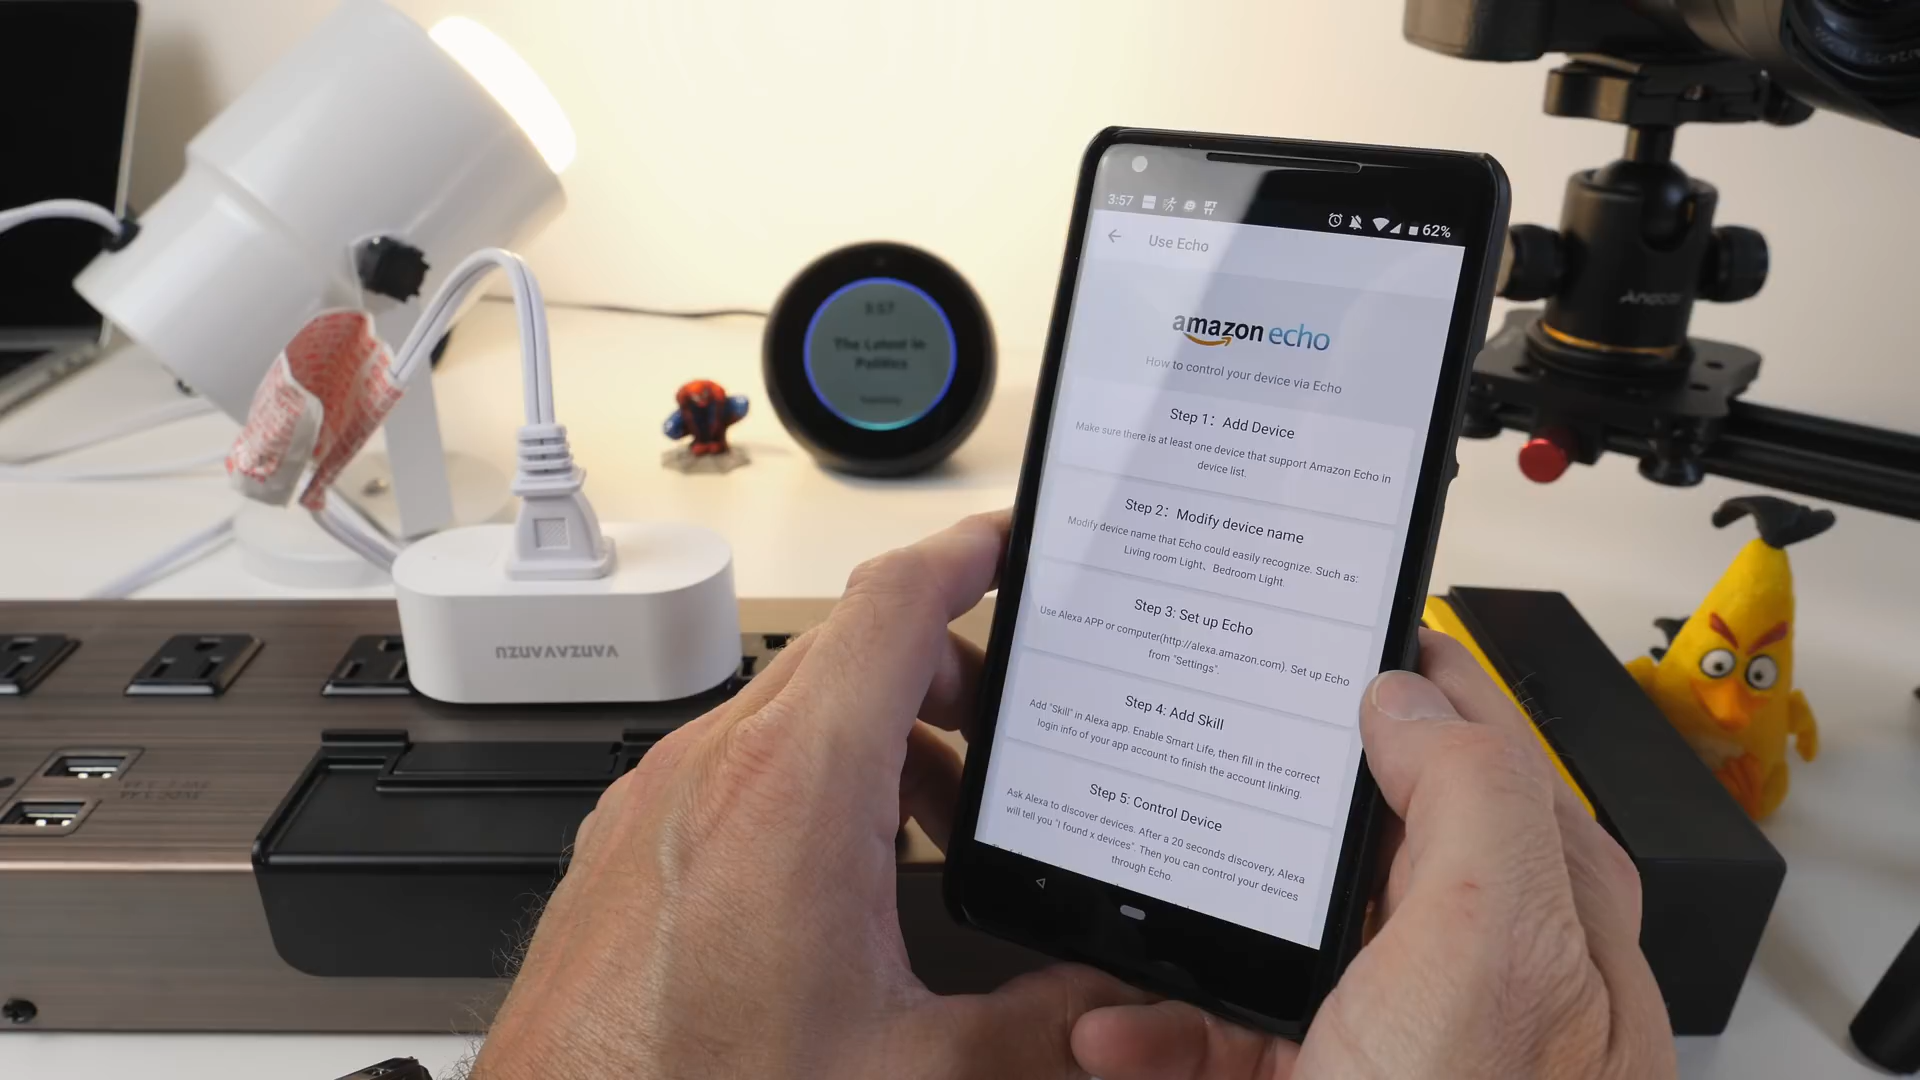 3:57
62%
Use Echo
amazon echo
How to control your device via Echo
Step 1: Add Device
Make sure there is at least one device that support Amazon Echo in
device list.
Step 2: Modify device name
Modify device name that Echo could easily recognize. Such as:
Living room Light、Bedroom Light.
Step 3: Set up Echo
Use Alexa APP or computer(http://alexa.amazon.com). Set up Echo
from "Settings".
Step 4: Add Skill
Add "Skill" in Alexa app. Enable Smart Life, then fill in the correct
login info of your app account to finish the account linking.
Step 5: Control Device
Ask Alexa to discover devices. After a 20 seconds discovery, Alexa
will tell you "i found x devices". Then you can control your devices
through Echo.
3:57
The Latest in
Politics